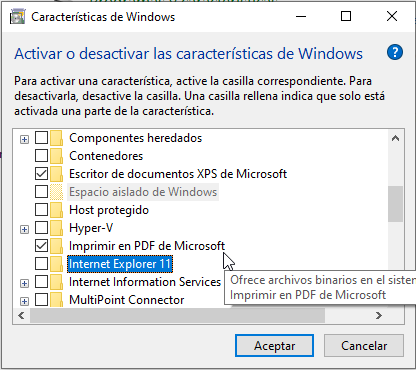 Características de Windows
Activar o desactivar las características de Windows
Para activar una característica, active la casilla correspondiente. Para
desactivarla, desactive la casilla. Una casilla rellena indica que solo está
activada una parte de la característica.
Componentes heredados
Contenedores
Escritor de documentos XPS de Microsoft
Espacio aislado de Windows
Host protegido
Hyper-V
Imprimir en PDF de Microsoft
Internet Explorer 11
Internet Information Services
Ofrece archivos binarios en el sistem
Imprimir en PDF de Microsoft
MultiPoint Connector
Aceptar
Cancelar